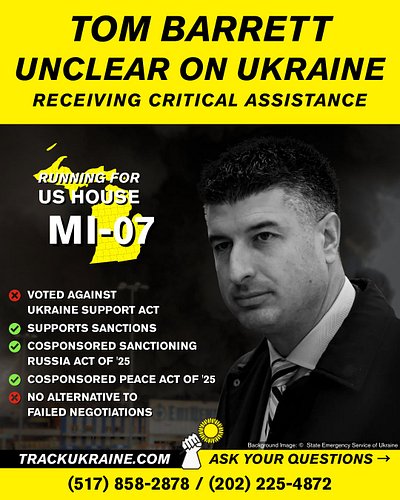 TOM BARRETT
UNCLEAR ON UKRAINE
RECEIVING CRITICAL ASSISTANCE
RUNNING FOR
US HOUSE
MI-07
VOTED AGAINST
UKRAINE SUPPORT ACT
SUPPORTS SANCTIONS
COSPONSORED SANCTIONING
RUSSIA ACT OF '25
COSPONSORED PEACE ACT OF '25
NO ALTERNATIVE TO
FAILED NEGOTIATIONS
Background Image: © State Emergency Service of Ukraine
TRACKUKRAINE.COM
ASK YOUR QUESTIONS →
(517) 858-2878 / (202) 225-4872